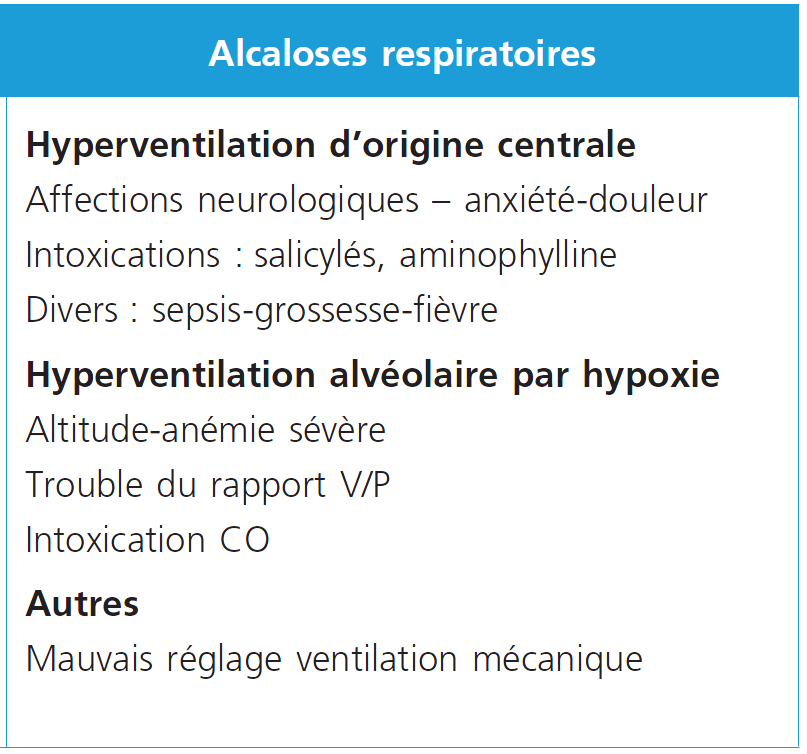 Alcaloses respiratoires
Hyperventilation d’origine centrale
Affections neurologiques – anxiété-douleur
Intoxications : salicylés, aminophylline
Divers : sepsis-grossesse-fièvre
Hyperventilation alvéolaire par hypoxie
Altitude-anémie sévère
Trouble du rapport V/P
Intoxication CO
Autres
Mauvais réglage ventilation mécanique